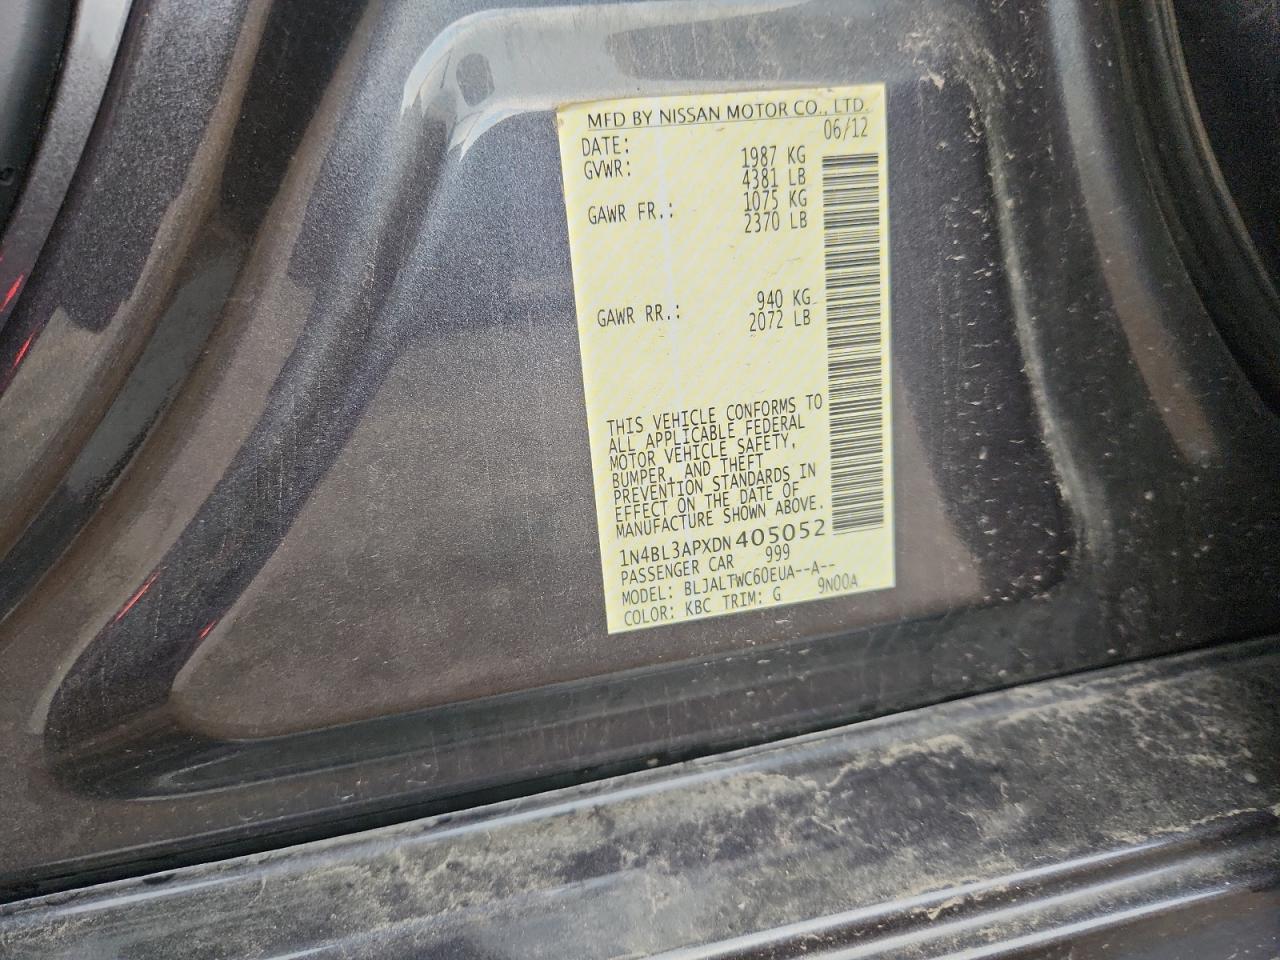 MFD BY NISSAN MOTOR CO., LTD.
DATE: 06/12
GVWR: 1987 KG
4381 LB
GAWR FR.: 1075 KG
2370 LB
GAWR RR.: 940 KG
2072 LB
THIS VEHICLE CONFORMS TO
ALL APPLICABLE FEDERAL
MOTOR VEHICLE SAFETY,
BUMPER, AND THEFT
PREVENTION STANDARDS IN
EFFECT ON THE DATE OF
MANUFACTURE SHOWN ABOVE.
1N4BL3APXDN405052
PASSENGER CAR 999
MODEL: BLJALTWC60EUA--A--
COLOR: KBC TRIM: G 9N00A